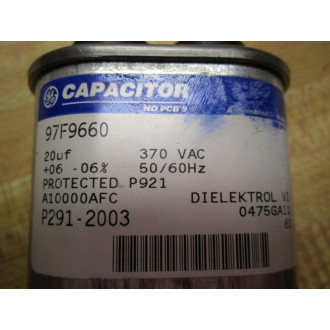 CAPACITOR
NO PCB'S
97F9660
20uf 370 VAC
+06 -06% 50/60Hz
PROTECTED P921
A10000AFC DIELEKTROL VI
P291-2003 0475GA11